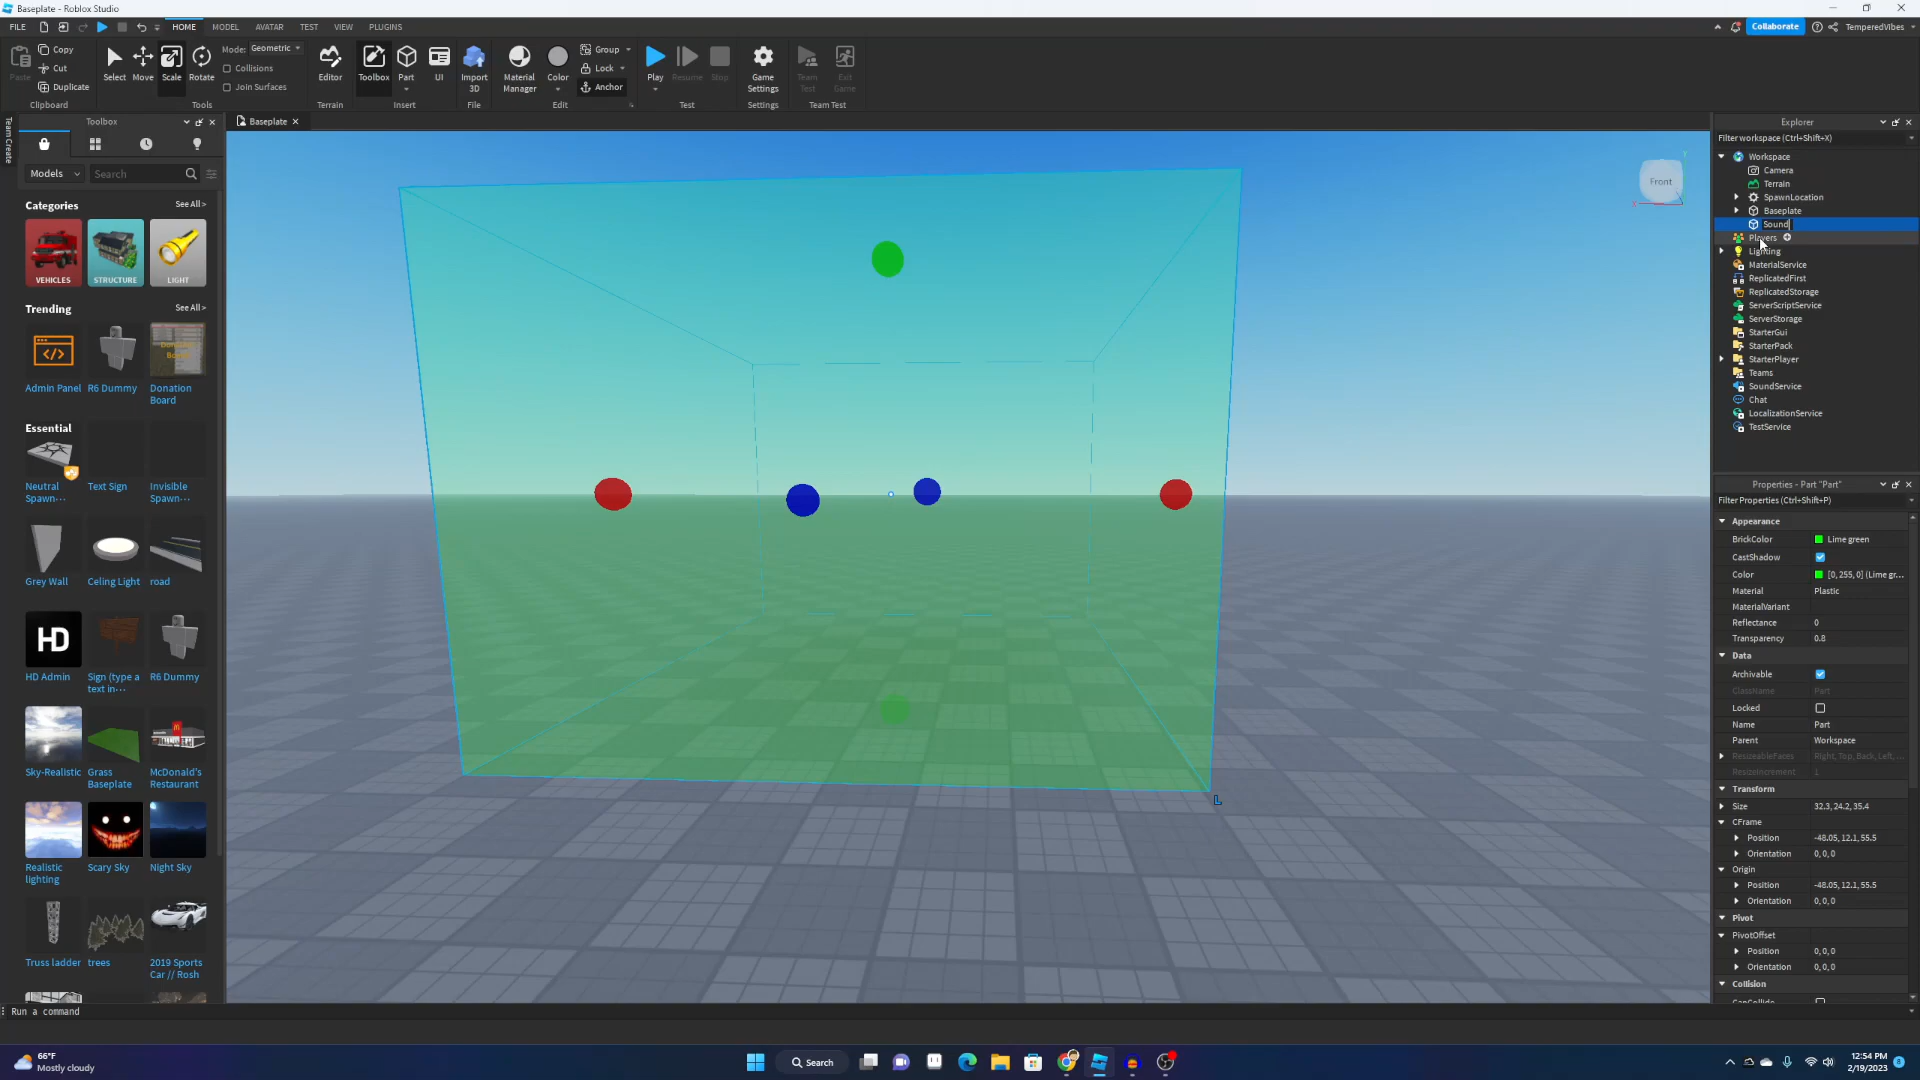 Baseplate - Roblox Studio
FILE HOME MODEL AVATAR TEST VIEW PLUGINS
Collaborate TemperedVibes
Paste Copy Cut Duplicate Clipboard
Select Move Scale Rotate Mode: Geometric Collisions Join Surfaces Tools
Editor Terrain
Toolbox Part UI Insert
Import 3D File
Material Manager Color Group Lock Anchor Edit
Play Resume Stop Test
Game Settings Settings
Team Test Exit Game Team Test
Team Create
Toolbox
Models Search
Categories See All >
VEHICLES STRUCTURE LIGHT
Trending See All >
Admin Panel R6 Dummy Donation Board
Essential
Neutral Spawn··· Text Sign Invisible Spawn···
Grey Wall Celing Light road
HD
HD Admin Sign (type a text in··· R6 Dummy
Sky-Realistic Grass Baseplate McDonald's Restaurant
Realistic lighting Scary Sky Night Sky
Truss ladder trees 2019 Sports Car // Rosh
Baseplate
Front
X
Y
L
Explorer
Filter workspace (Ctrl+Shift+X)
Workspace
Camera
Terrain
SpawnLocation
Baseplate
Sound
Players
Lighting
MaterialService
ReplicatedFirst
ReplicatedStorage
ServerScriptService
ServerStorage
StarterGui
StarterPack
StarterPlayer
Teams
SoundService
Chat
LocalizationService
TestService
Properties - Part "Part"
Filter Properties (Ctrl+Shift+P)
Appearance
BrickColor Lime green
CastShadow
Color [0, 255, 0] (Lime gr...
Material Plastic
MaterialVariant
Reflectance 0
Transparency 0.8
Data
Archivable
ClassName Part
Locked
Name Part
Parent Workspace
ResizeableFaces Right, Top, Back, Left, ...
ResizeIncrement 1
Transform
Size 32.3, 24.2, 35.4
CFrame
Position -48.05, 12.1, 55.5
Orientation 0, 0, 0
Origin
Position -48.05, 12.1, 55.5
Orientation 0, 0, 0
Pivot
PivotOffset
Position 0, 0, 0
Orientation 0, 0, 0
Collision
CanCollide
Run a command
66°F
Mostly cloudy
Search
12:54 PM
2/19/2023
8